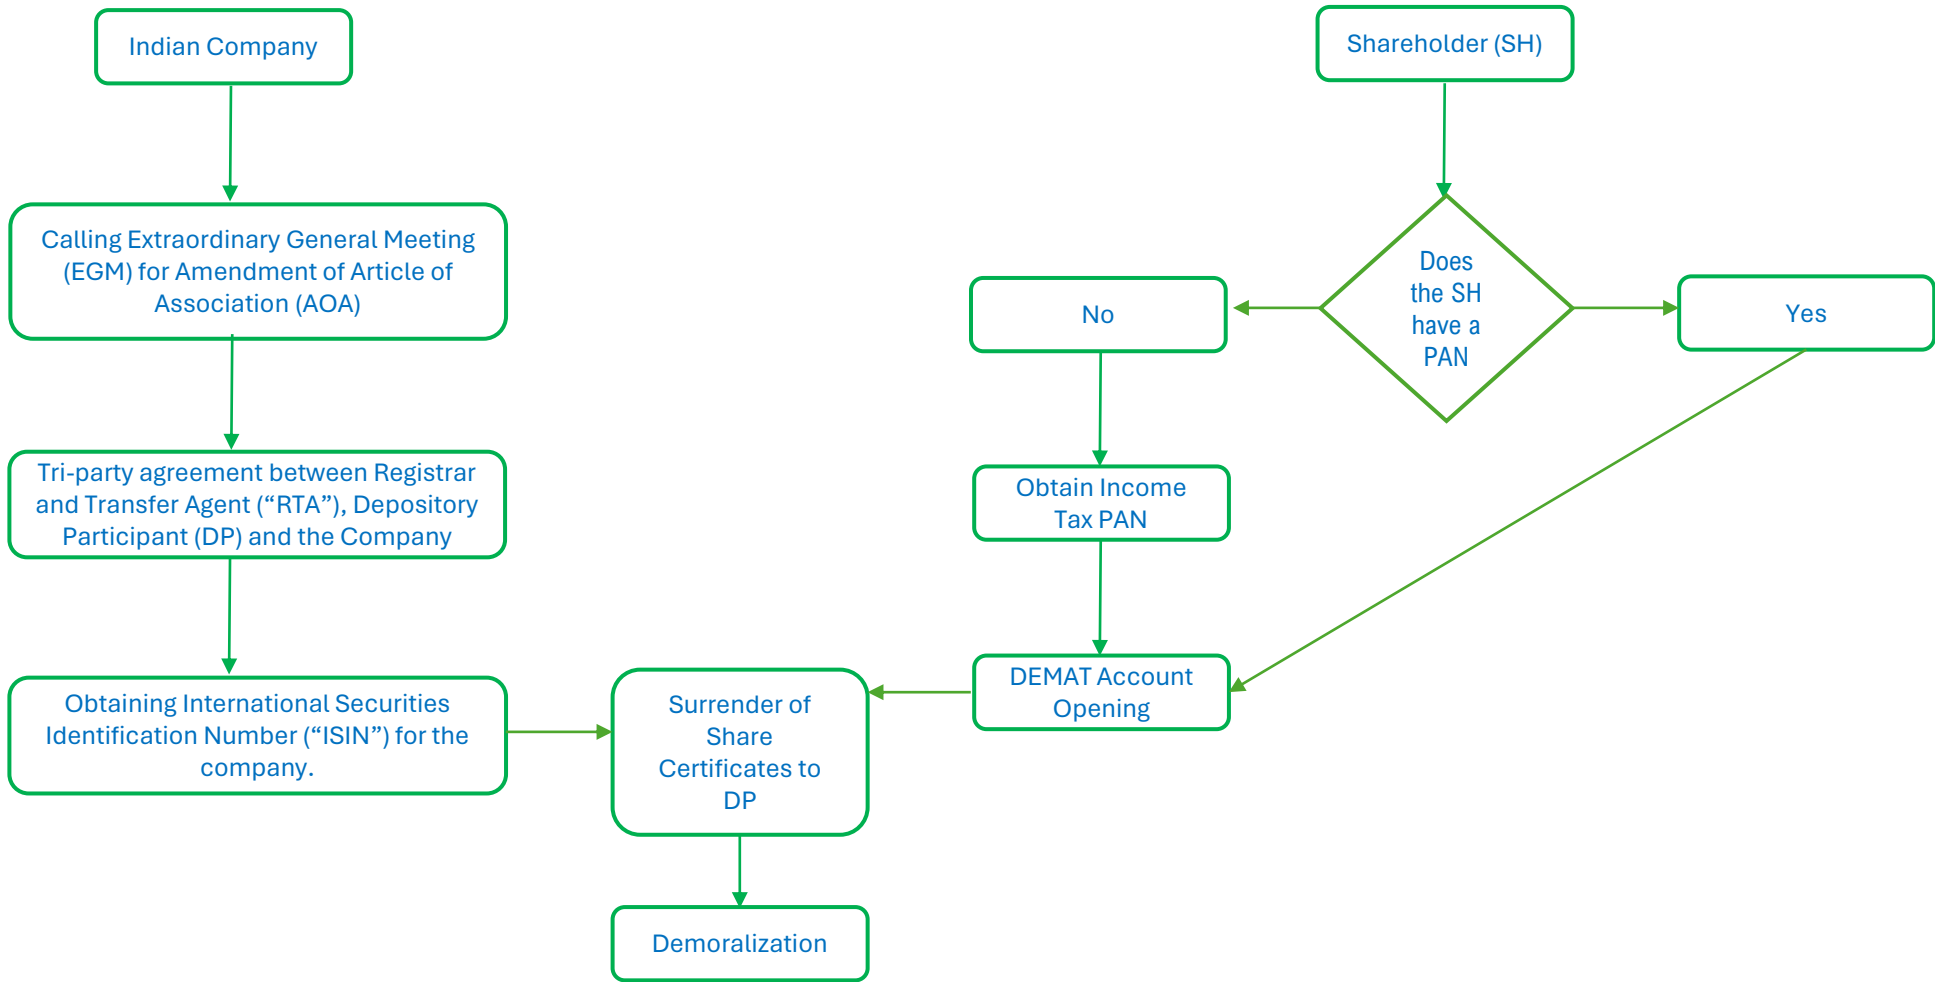 Indian Company
Shareholder (SH)
Calling Extraordinary General Meeting
(EGM) for Amendment of Article of
Association (AOA)
Does
the SH
have a
PAN
No
Yes
Tri-party agreement between Registrar
and Transfer Agent (“RTA”), Depository
Participant (DP) and the Company
Obtain Income
Tax PAN
Obtaining International Securities
Identification Number (“ISIN”) for the
company.
DEMAT Account
Opening
Surrender of
Share
Certificates to
DP
Demoralization